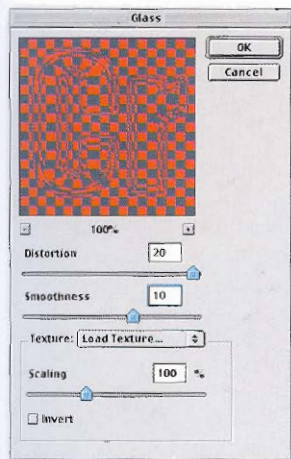 Glass
OK
Cancel
- 100% +
Distortion 20
Smoothness 10
Texture: Load Texture...
Scaling 100 %
Invert